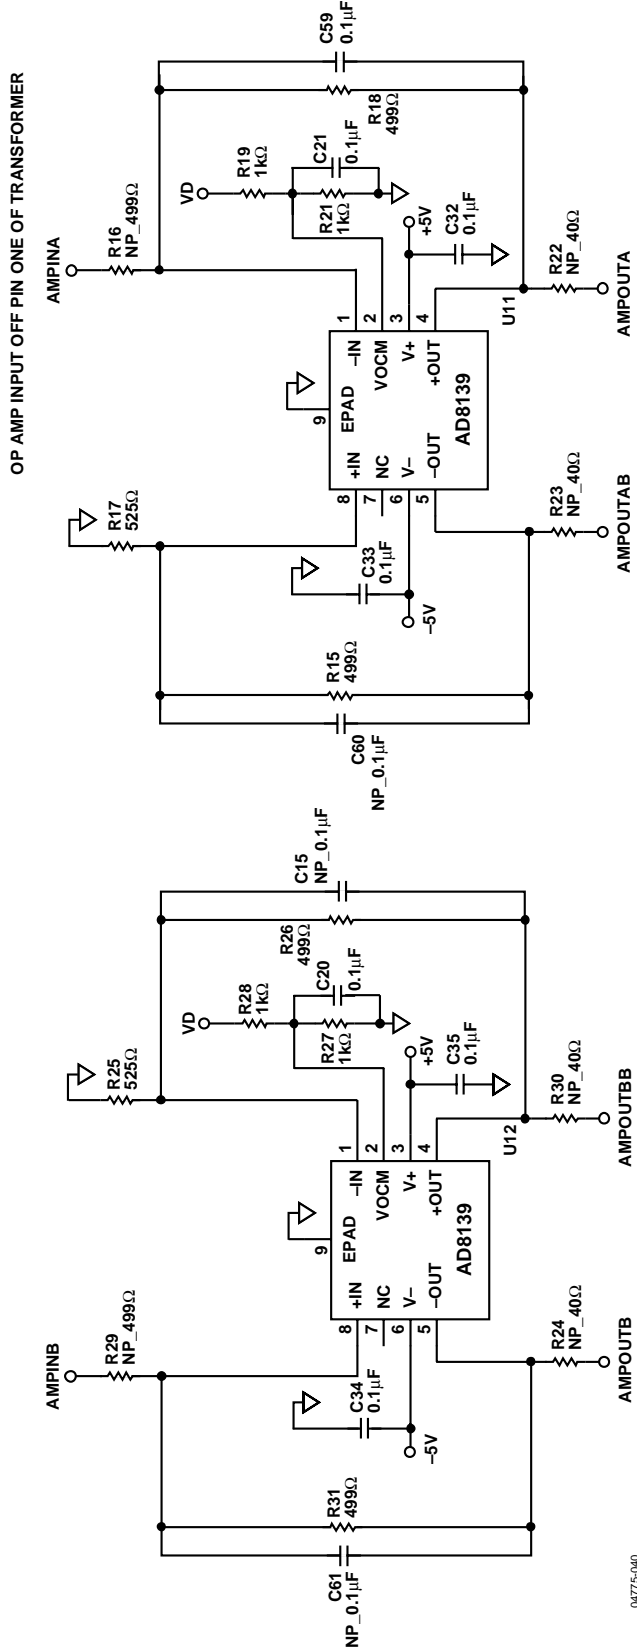 OP AMP INPUT OFF PIN ONE OF TRANSFORMER
AMPINB
R29
NP_499Ω
R25
525Ω
C61
NP_0.1µF
R31
499Ω
C34
0.1µF
–5V
8
7
6
5
9
+IN
NC
V–
–OUT
EPAD
AD8139
–IN
VOCM
V+
+OUT
1
2
3
4
U12
VD
R28
1kΩ
R27
1kΩ
C20
0.1µF
+5V
C35
0.1µF
R26
499Ω
C15
NP_0.1µF
R24
NP_40Ω
R30
NP_40Ω
AMPOUTB
AMPOUTBB
R17
525Ω
AMPINA
R16
NP_499Ω
C60
NP_0.1µF
R15
499Ω
C33
0.1µF
–5V
8
7
6
5
9
+IN
NC
V–
–OUT
EPAD
AD8139
–IN
VOCM
V+
+OUT
1
2
3
4
U11
VD
R19
1kΩ
R21
1kΩ
C21
0.1µF
+5V
C32
0.1µF
R18
499Ω
C59
0.1µF
R23
NP_40Ω
R22
NP_40Ω
AMPOUTAB
AMPOUTA
04775-040